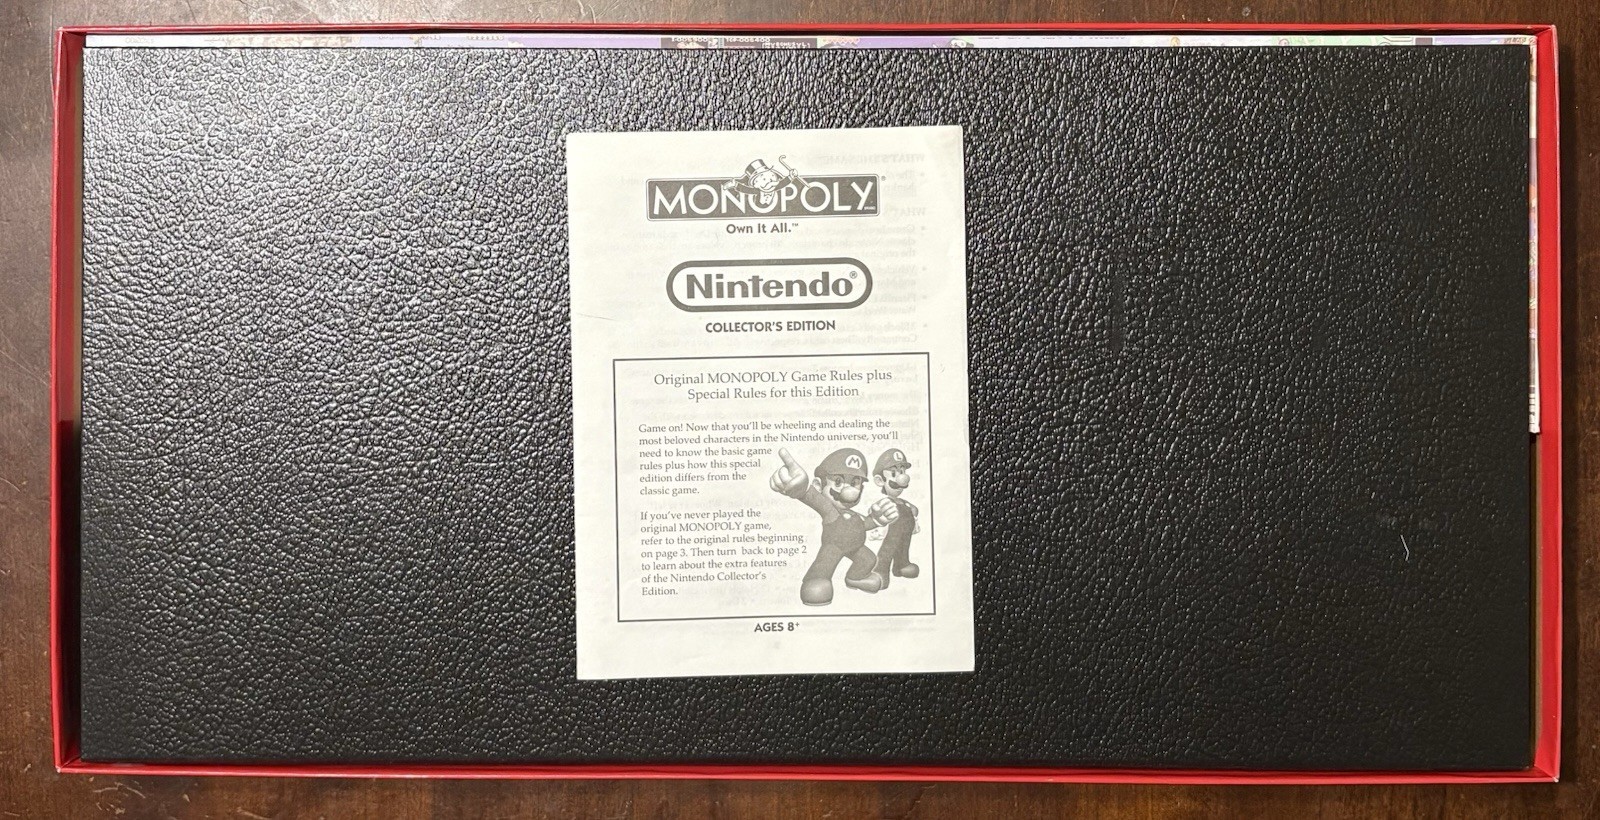 MONOPOLY
Own It All.™
Nintendo®
COLLECTOR'S EDITION
Original MONOPOLY Game Rules plus
Special Rules for this Edition
Game on! Now that you'll be wheeling and dealing the
most beloved characters in the Nintendo universe, you'll
need to know the basic game
rules plus how this special
edition differs from the
classic game.
If you've never played the
original MONOPOLY game,
refer to the original rules beginning
on page 3. Then turn back to page 2
to learn about the extra features
of the Nintendo Collector's
Edition.
M
L
AGES 8+